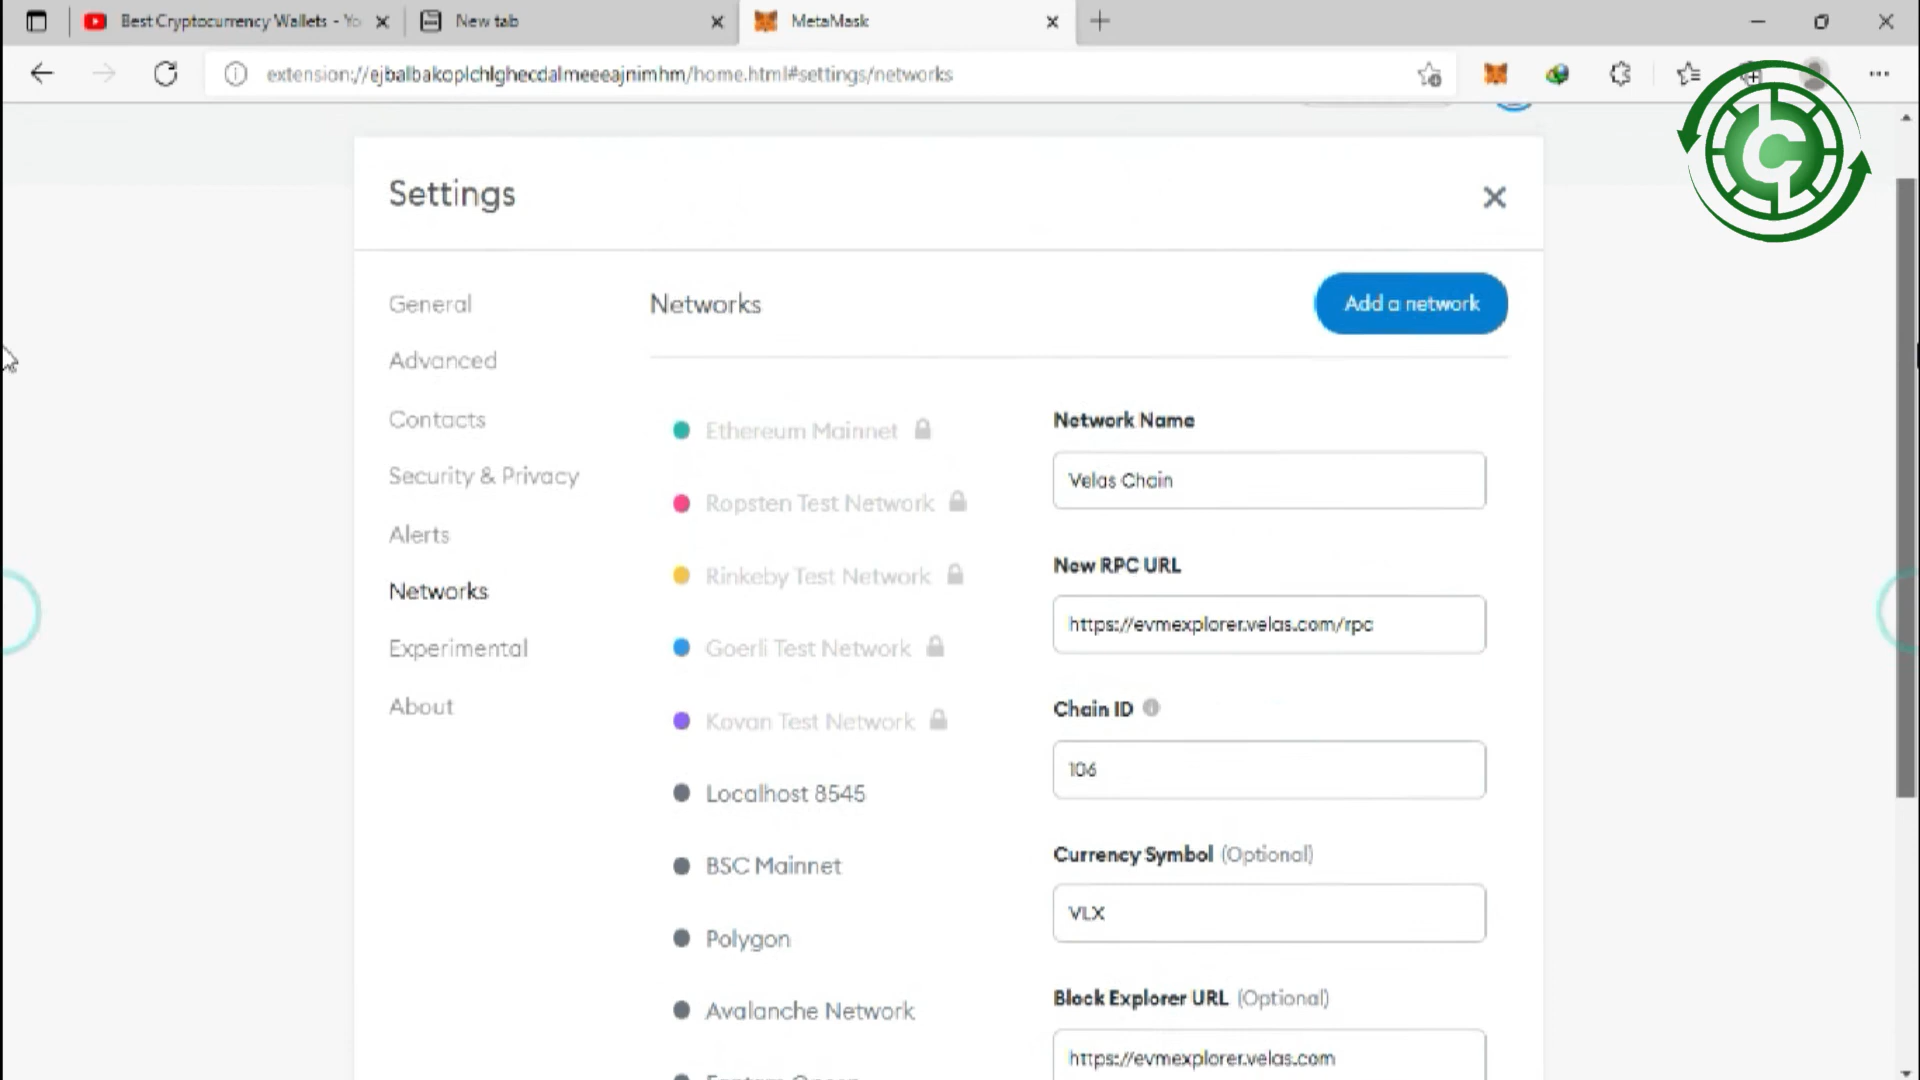 Best Cryptocurrency Wallets - Yo
New tab
MetaMask
extension://ejbalbakoplchlghecdalmeeeajnimhm/home.html#settings/networks
Settings
General
Advanced
Contacts
Security & Privacy
Alerts
Networks
Experimental
About
Networks
Add a network
Ethereum Mainnet
Ropsten Test Network
Rinkeby Test Network
Goerli Test Network
Kovan Test Network
Localhost 8545
BSC Mainnet
Polygon
Avalanche Network
Network Name
Velas Chain
New RPC URL
https://evmexplorer.velas.com/rpc
Chain ID
106
Currency Symbol (Optional)
VLX
Block Explorer URL (Optional)
https://evmexplorer.velas.com